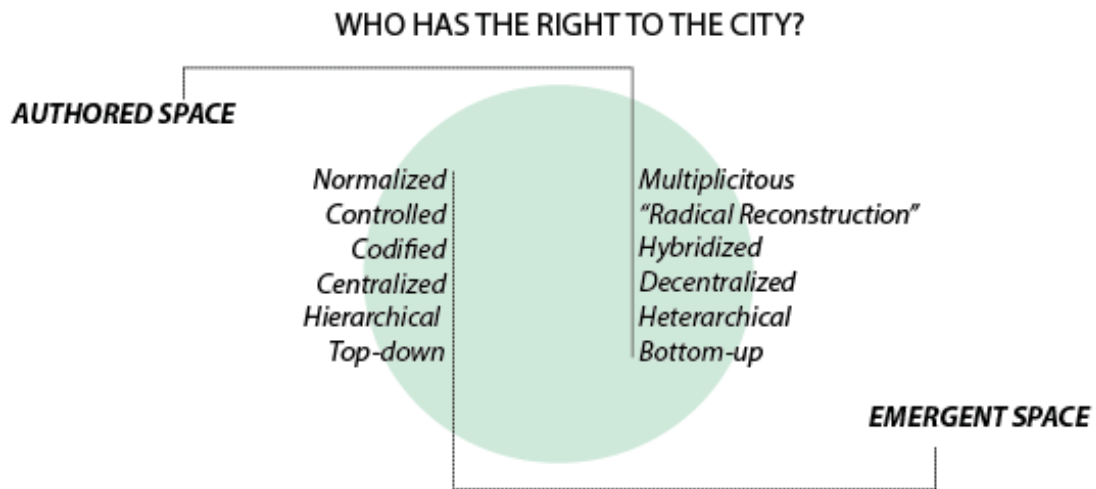 WHO HAS THE RIGHT TO THE CITY?
AUTHORED SPACE
Normalized
Controlled
Codified
Centralized
Hierarchical
Top-down
Multiplicitous
“Radical Reconstruction”
Hybridized
Decentralized
Heterarchical
Bottom-up
EMERGENT SPACE